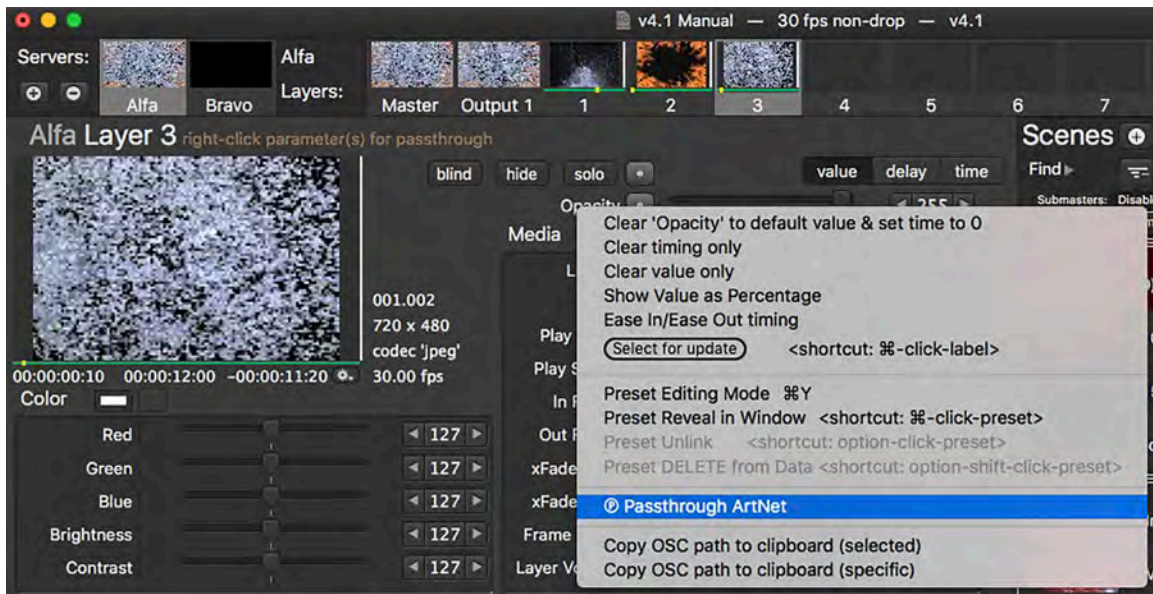 v4.1 Manual — 30 fps non-drop — v4.1
Servers:
Alfa
Bravo
Alfa
Layers:
Master
Output 1
1
2
3
4
5
6
7
Alfa Layer 3 right-click parameter(s) for passthrough
blind
hide
solo
value
delay
time
Opacity
255
Media
Scenes
Find
Submasters: Disabl
001.002
720 x 480
codec 'jpeg'
30.00 fps
00:00:00:10 00:00:12:00 -00:00:11:20
Color
Red
127
Green
127
Blue
127
Brightness
127
Contrast
127
L
Play
Play S
In F
Out F
xFade
xFade
Frame
Layer Vo
Clear 'Opacity' to default value & set time to 0
Clear timing only
Clear value only
Show Value as Percentage
Ease In/Ease Out timing
Select for update <shortcut: ⌘-click-label>
Preset Editing Mode ⌘Y
Preset Reveal in Window <shortcut: ⌘-click-preset>
Preset Unlink <shortcut: option-click-preset>
Preset DELETE from Data <shortcut: option-shift-click-preset>
Ⓟ Passthrough ArtNet
Copy OSC path to clipboard (selected)
Copy OSC path to clipboard (specific)